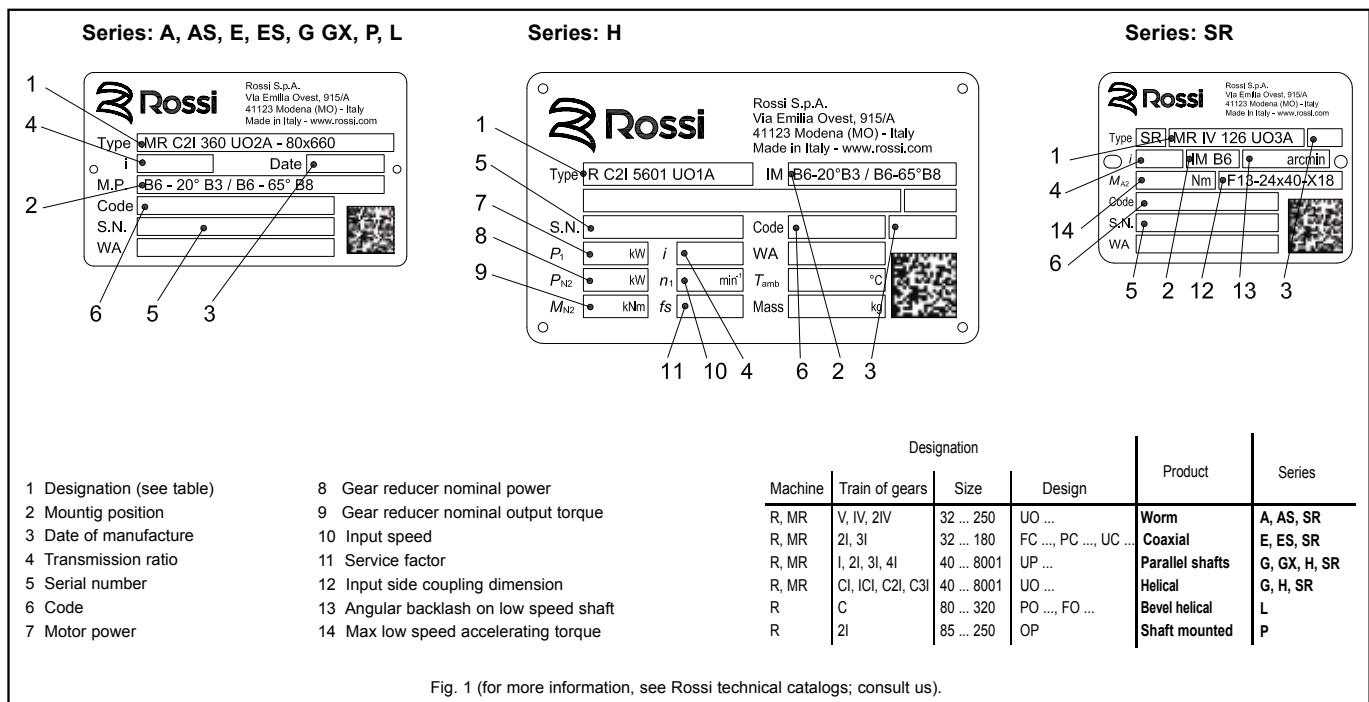 Series: A, AS, E, ES, G GX, P, L
Rossi
Rossi S.p.A.
Via Emilia Ovest, 915/A
41123 Modena (MO) - Italy
Made in Italy - www.rossi.com
1
4
2
Type MR C2I 360 UO2A - 80x660
i Date
M.P. B6 - 20° B3 / B6 - 65° B8
Code
S.N.
WA
6 5 3
Series: H
Rossi
Rossi S.p.A.
Via Emilia Ovest, 915/A
41123 Modena (MO) - Italy
Made in Italy - www.rossi.com
1
5
7
8
9
Type R C2I 5601 UO1A IM B6-20°B3 / B6-65°B8
S.N. Code
P1 kW i WA
PN2 kW n1 min-1 Tamb °C
MN2 kNm fs Mass kg
11 10 4 6 2 3
Series: SR
Rossi
Rossi S.p.A.
Via Emilia Ovest, 915/A
41123 Modena (MO) - Italy
Made in Italy - www.rossi.com
1
4
14
6
Type SR MR IV 126 UO3A
i IM B6 arcmin
MA2 Nm F13-24x40-X18
Code
S.N.
WA
5 2 12 13 3
1 Designation (see table)
2 Mountig position
3 Date of manufacture
4 Transmission ratio
5 Serial number
6 Code
7 Motor power
8 Gear reducer nominal power
9 Gear reducer nominal output torque
10 Input speed
11 Service factor
12 Input side coupling dimension
13 Angular backlash on low speed shaft
14 Max low speed accelerating torque
Designation
Machine Train of gears Size Design Product Series
R, MR V, IV, 2IV 32 ... 250 UO ... Worm A, AS, SR
R, MR 2I, 3I 32 ... 180 FC ..., PC ..., UC ... Coaxial E, ES, SR
R, MR I, 2I, 3I, 4I 40 ... 8001 UP ... Parallel shafts G, GX, H, SR
R, MR CI, ICI, C2I, C3I 40 ... 8001 UO ... Helical G, H, SR
R C 80 ... 320 PO ..., FO ... Bevel helical L
R 2I 85 ... 250 OP Shaft mounted P
Fig. 1 (for more information, see Rossi technical catalogs; consult us).